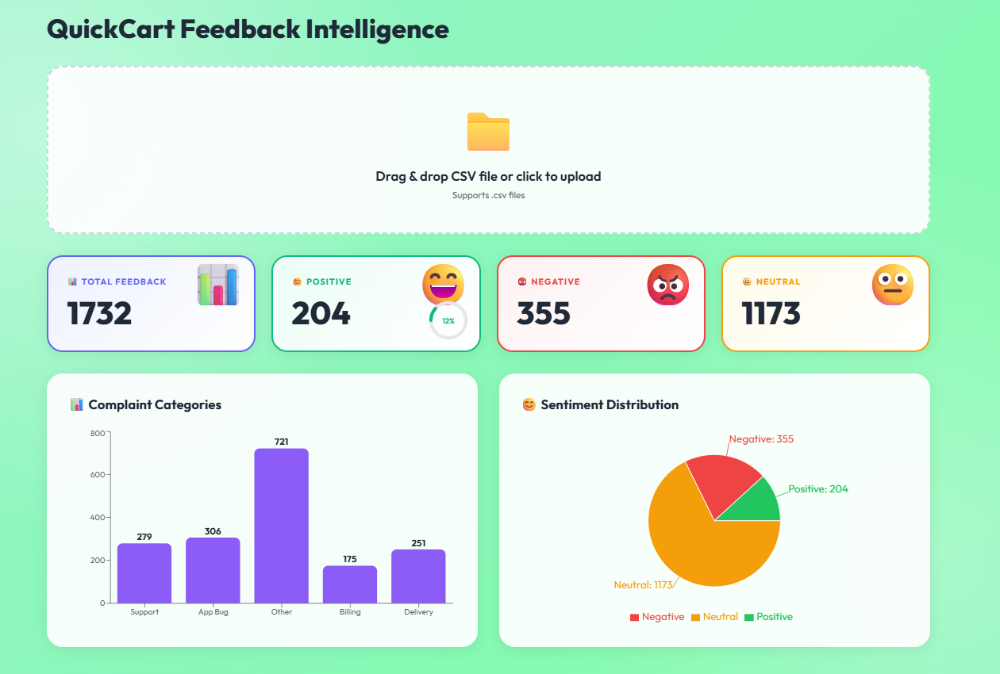 QuickCart Feedback Intelligence
Drag & drop CSV file or click to upload
Supports .csv files
TOTAL FEEDBACK
1732
POSITIVE
204
12%
NEGATIVE
355
NEUTRAL
1173
Complaint Categories
800
600
400
200
0
279
306
721
175
251
Support
App Bug
Other
Billing
Delivery
Sentiment Distribution
Negative: 355
Positive: 204
Neutral: 1173
Negative
Neutral
Positive